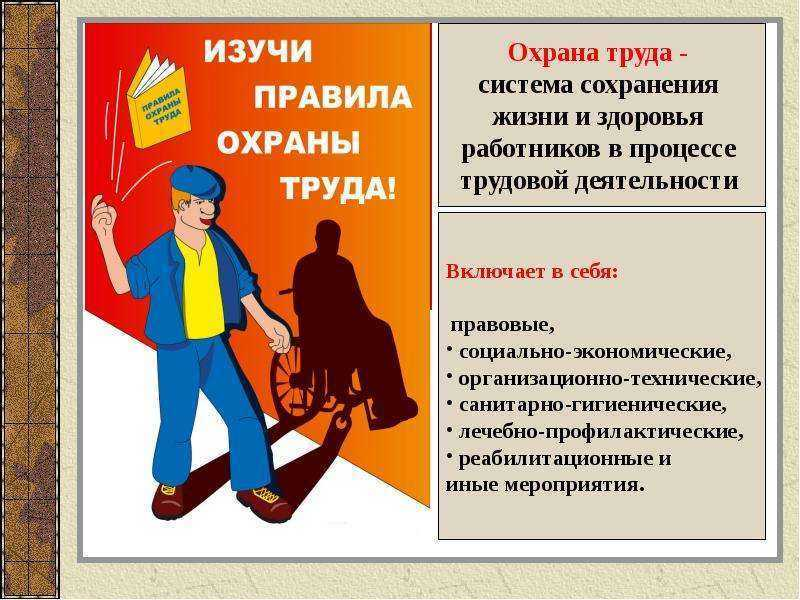 ИЗУЧИ
ПРАВИЛА
ОХРАНЫ
ТРУДА!
ПРАВИЛА
ОХРАНЫ
ТРУДА
Охрана труда -
система сохранения
жизни и здоровья
работников в процессе
трудовой деятельности
Включает в себя:
правовые,
• социально-экономические,
• организационно-технические,
• санитарно-гигиенические,
• лечебно-профилактические,
• реабилитационные и
иные мероприятия.